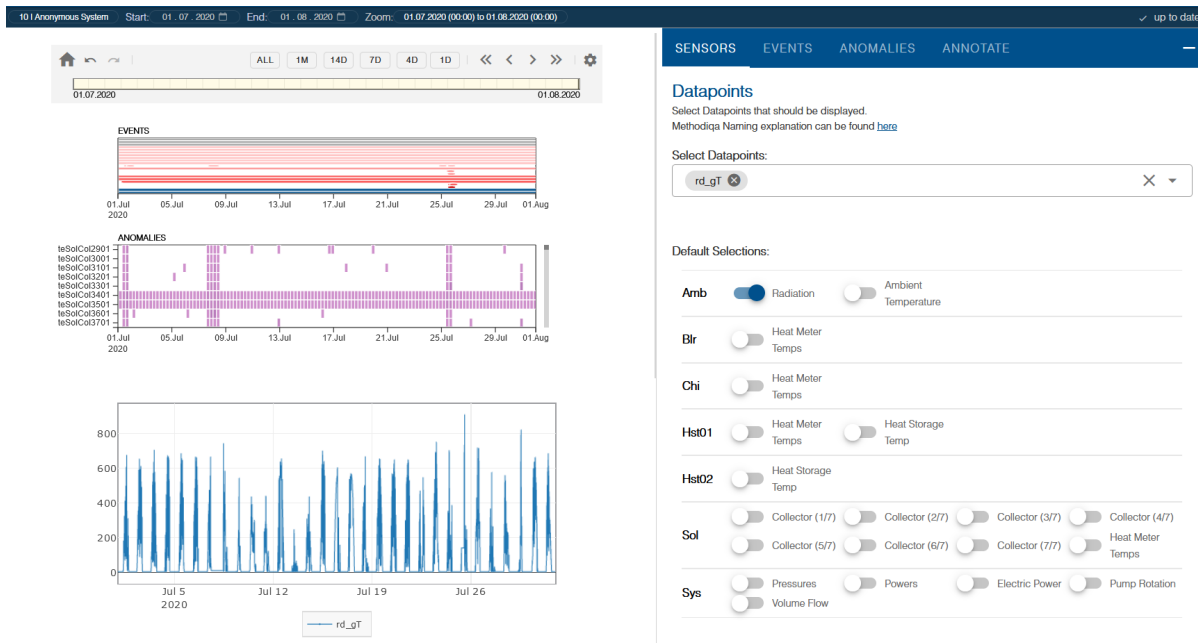 10 I Anonymous System Start: 01 . 07 . 2020 End: 01 . 08 . 2020 Zoom: 01.07.2020 (00:00) to 01.08.2020 (00:00) up to date
ALL 1M 14D 7D 4D 1D
01.07.2020 01.08.2020
EVENTS
01.Jul 05.Jul 09.Jul 13.Jul 17.Jul 21.Jul 25.Jul 29.Jul 01.Aug
2020
ANOMALIES
teSolCol2901
teSolCol3001
teSolCol3101
teSolCol3201
teSolCol3301
teSolCol3401
teSolCol3501
teSolCol3601
teSolCol3701
01.Jul 05.Jul 09.Jul 13.Jul 17.Jul 21.Jul 25.Jul 29.Jul 01.Aug
2020
800
600
400
200
0
Jul 5 Jul 12 Jul 19 Jul 26
2020
rd_gT
SENSORS EVENTS ANOMALIES ANNOTATE
Datapoints
Select Datapoints that should be displayed.
Methodiqa Naming explanation can be found here
Select Datapoints:
rd_gT
Default Selections:
Amb Radiation Ambient
Temperature
Blr Heat Meter
Temps
Chi Heat Meter
Temps
Hst01 Heat Meter Heat Storage
Temps Temp
Hst02 Heat Storage
Temp
Sol Collector (1/7) Collector (2/7) Collector (3/7) Collector (4/7)
Collector (5/7) Collector (6/7) Collector (7/7) Heat Meter
Temps
Sys Pressures Powers Electric Power Pump Rotation
Volume Flow